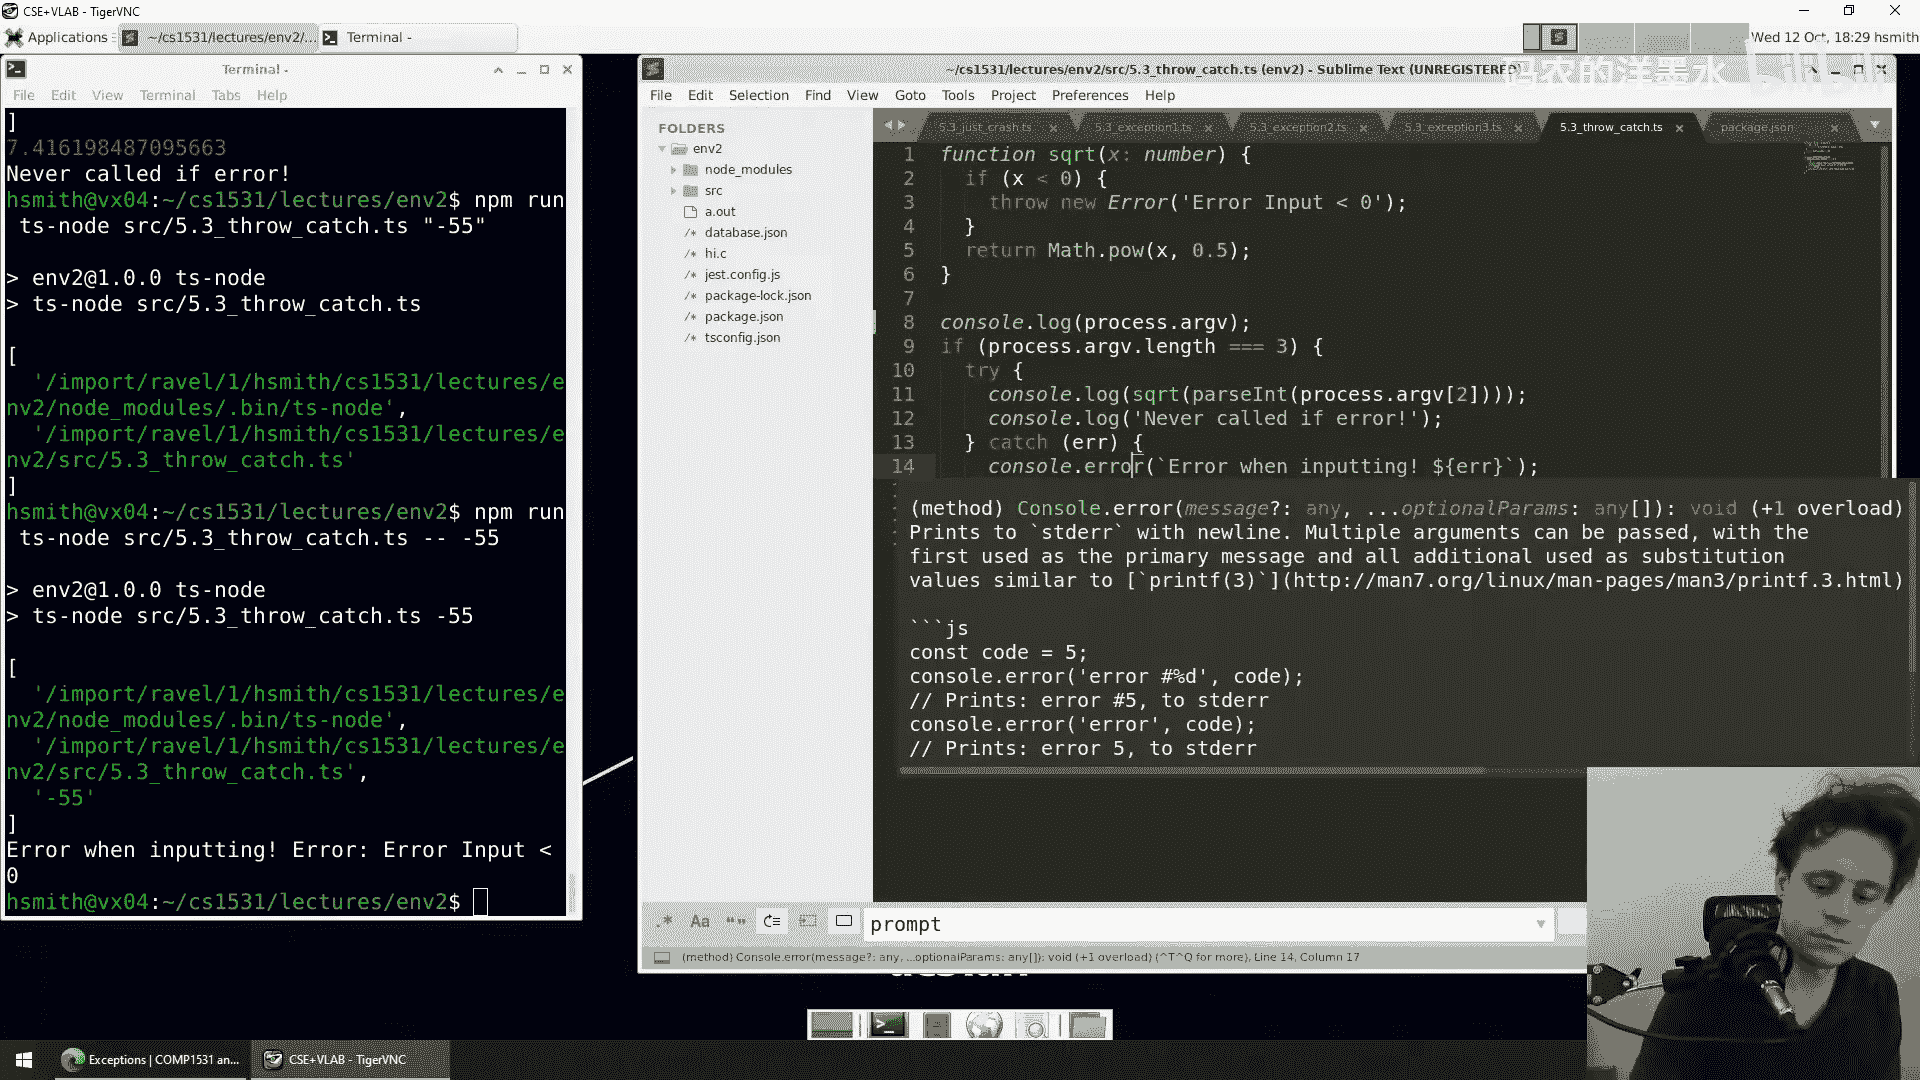 CSE+VLAB - TigerVNC
Applications
~/cs1531/lectures/env2/...
Terminal -
Wed 12 Oct, 18:29 hsmith
Terminal -
File Edit View Terminal Tabs Help
]
7.416198487095663
Never called if error!
hsmith@vx04:~/cs1531/lectures/env2$ npm run
ts-node src/5.3_throw_catch.ts "-55"
> env2@1.0.0 ts-node
> ts-node src/5.3_throw_catch.ts
[
'/import/ravel/1/hsmith/cs1531/lectures/e
nv2/node_modules/.bin/ts-node',
'/import/ravel/1/hsmith/cs1531/lectures/e
nv2/src/5.3_throw_catch.ts'
]
hsmith@vx04:~/cs1531/lectures/env2$ npm run
ts-node src/5.3_throw_catch.ts -- -55
> env2@1.0.0 ts-node
> ts-node src/5.3_throw_catch.ts -55
[
'/import/ravel/1/hsmith/cs1531/lectures/e
nv2/node_modules/.bin/ts-node',
'/import/ravel/1/hsmith/cs1531/lectures/e
nv2/src/5.3_throw_catch.ts',
'-55'
]
Error when inputting! Error: Error Input <
0
hsmith@vx04:~/cs1531/lectures/env2$
~/cs1531/lectures/env2/src/5.3_throw_catch.ts (env2) - Sublime Text (UNREGISTERED)
码农的洋墨水 bilibili
File Edit Selection Find View Goto Tools Project Preferences Help
FOLDERS
env2
node_modules
src
a.out
/* database.json
/* hi.c
/* jest.config.js
/* package-lock.json
/* package.json
/* tsconfig.json
5.3_just_crash.ts 5.3_exception1.ts 5.3_exception2.ts 5.3_exception3.ts 5.3_throw_catch.ts package.json
1 function sqrt(x: number) {
2 if (x < 0) {
3 throw new Error('Error Input < 0');
4 }
5 return Math.pow(x, 0.5);
6 }
7
8 console.log(process.argv);
9 if (process.argv.length === 3) {
10 try {
11 console.log(sqrt(parseInt(process.argv[2])));
12 console.log('Never called if error!');
13 } catch (err) {
14 console.error(`Error when inputting! ${err}`);
(method) Console.error(message?: any, ...optionalParams: any[]): void (+1 overload)
Prints to `stderr` with newline. Multiple arguments can be passed, with the
first used as the primary message and all additional used as substitution
values similar to [`printf(3)`](http://man7.org/linux/man-pages/man3/printf.3.html)
```js
const code = 5;
console.error('error #%d', code);
// Prints: error #5, to stderr
console.error('error', code);
// Prints: error 5, to stderr
.* Aa “” prompt
(method) Console.error(message?: any, ...optionalParams: any[]): void (+1 overload) (^T^Q for more), Line 14, Column 17
Exceptions | COMP1531 an...
CSE+VLAB - TigerVNC